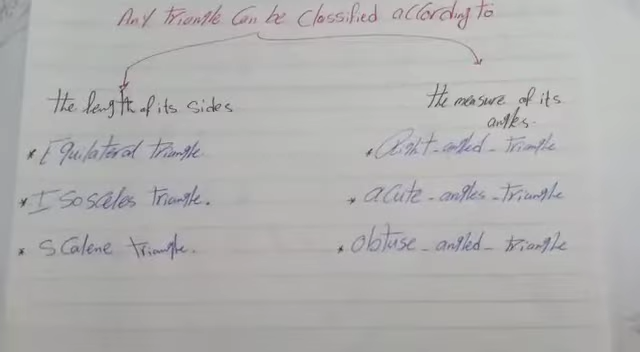 Any triangle Can be Classified according to
the length of its sides
* Equilateral triangle.
* Isosceles triangle.
* Scalene triangle.
the measure of its
angles.
* Right-angled-triangle
* acute-angles-triangle
* obtuse-angled-triangle